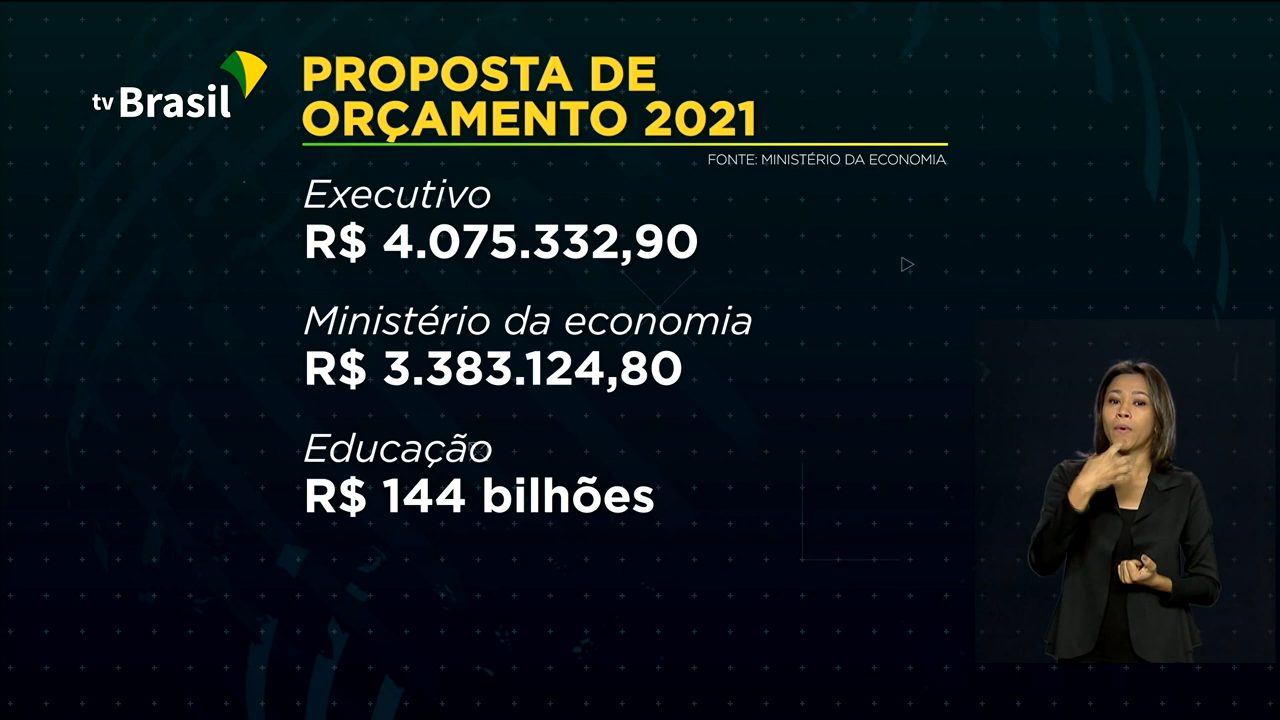 tv Brasil
PROPOSTA DE
ORÇAMENTO 2021
FONTE: MINISTÉRIO DA ECONOMIA
Executivo
R$ 4.075.332,90
Ministério da economia
R$ 3.383.124,80
Educação
R$ 144 bilhões